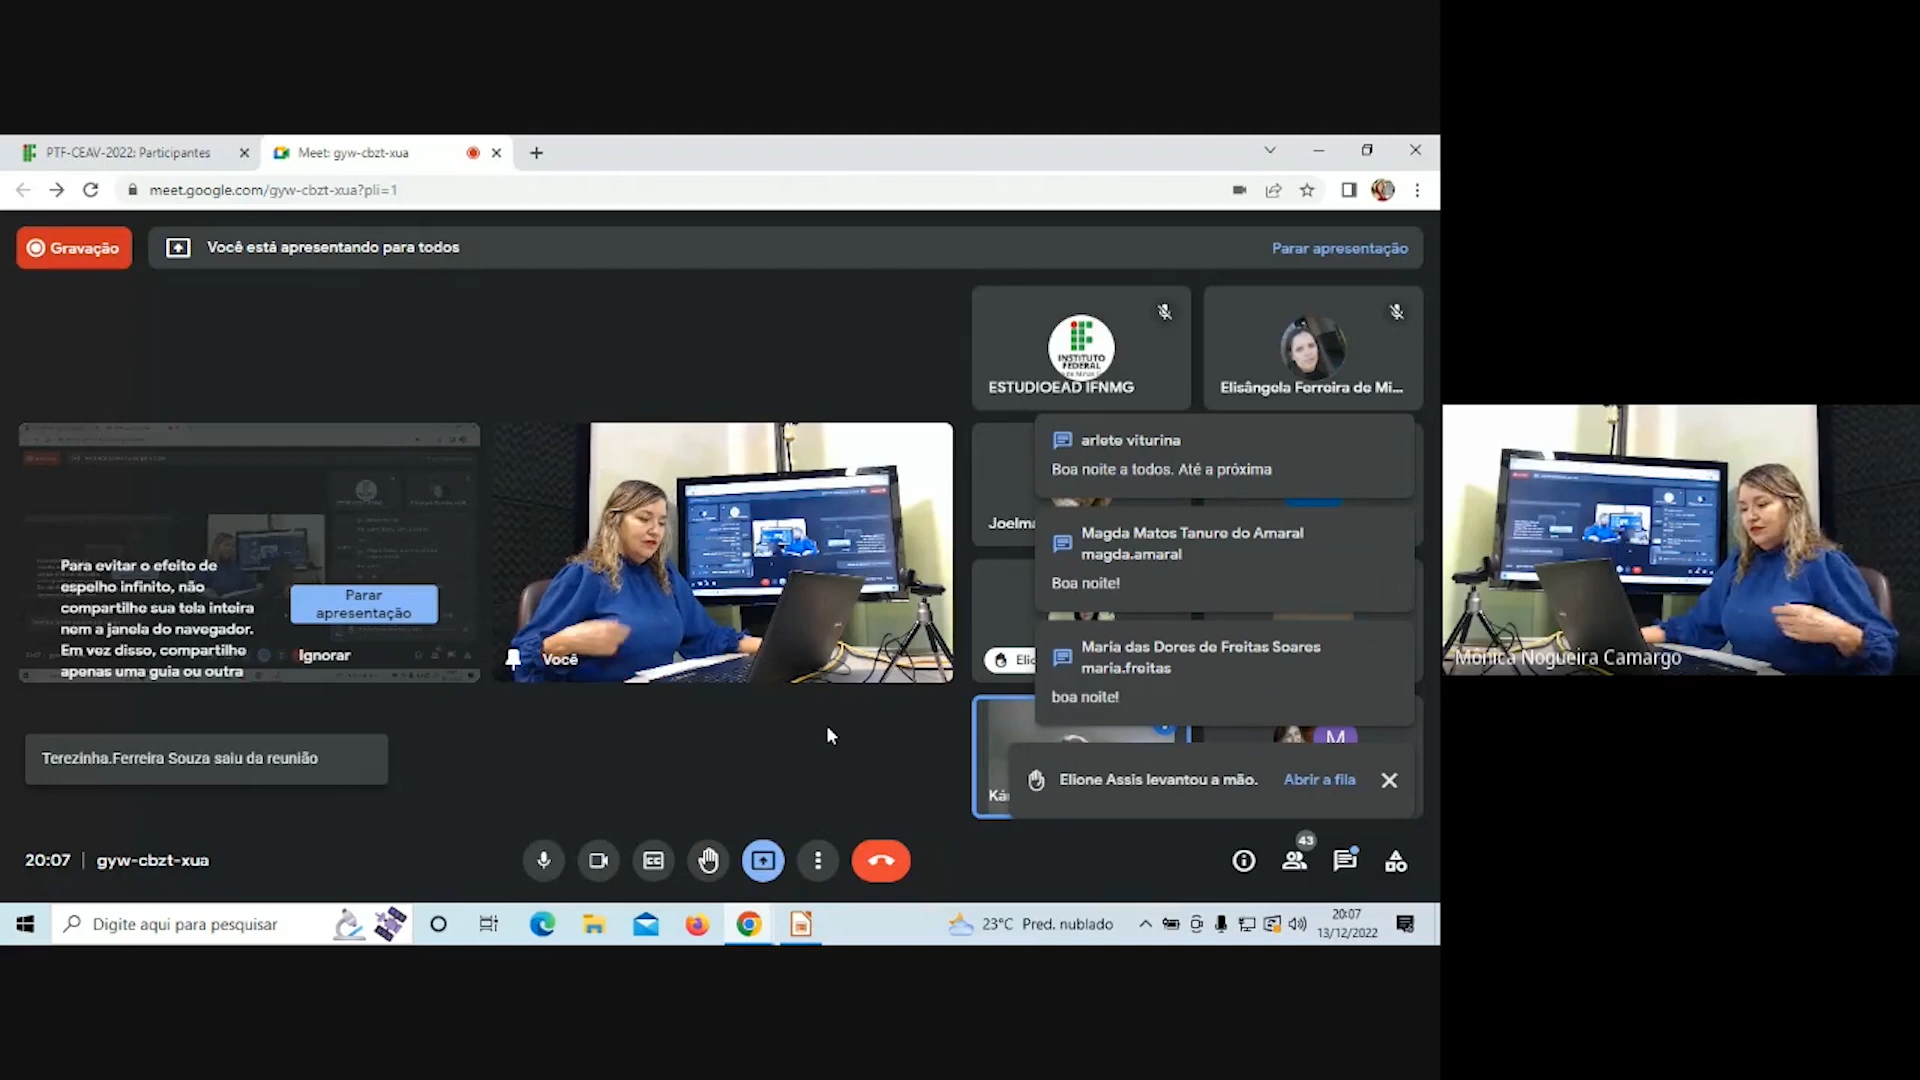 PTF-CEAV-2022: Participantes
Meet: gyw-cbzt-xua
meet.google.com/gyw-cbzt-xua?pli=1
Gravação
Você está apresentando para todos
Parar apresentação
INSTITUTO
FEDERAL
ESTUDIOEAD IFNMG
Elisângela Ferreira de Mi...
arlete viturina
Boa noite a todos. Até a próxima
Joelma
Magda Matos Tanure do Amaral
magda.amaral
Boa noite!
Para evitar o efeito de
espelho infinito, não
compartilhe sua tela inteira
nem a janela do navegador.
Em vez disso, compartilhe
apenas uma guia ou outra
Parar
apresentação
Ignorar
Você
Elio
Maria das Dores de Freitas Soares
maria.freitas
boa noite!
Mônica Nogueira Camargo
M
Terezinha.Ferreira Souza saiu da reunião
Elione Assis levantou a mão.
Abrir a fila
Ká
20:07 | gyw-cbzt-xua
43
Digite aqui para pesquisar
23°C Pred. nublado
20:07
13/12/2022